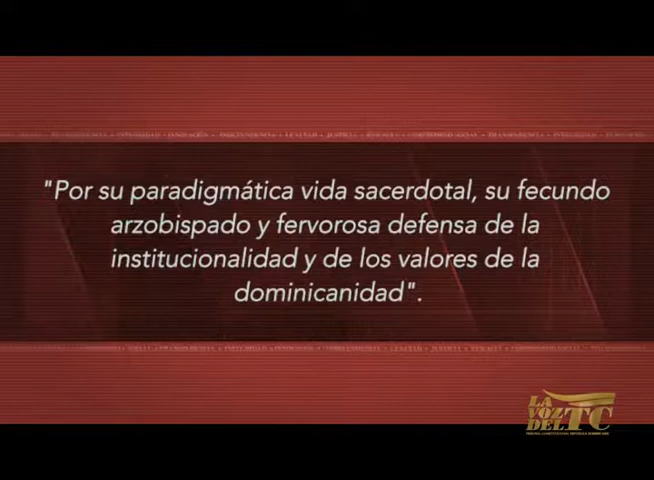 "Por su paradigmática vida sacerdotal, su fecundo
arzobispado y fervorosa defensa de la
institucionalidad y de los valores de la
dominicanidad".
LA
VOZ
DEL TC